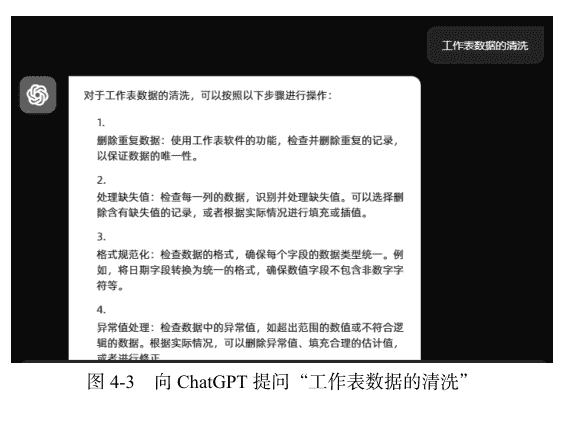 工作表数据的清洗
对于工作表数据的清洗，可以按照以下步骤进行操作：
1.
删除重复数据：使用工作表软件的功能，检查并删除重复的记录，
以保证数据的唯一性。
2.
处理缺失值：检查每一列的数据，识别并处理缺失值。可以选择删
除含有缺失值的记录，或者根据实际情况进行填充或插值。
3.
格式规范化：检查数据的格式，确保每个字段的数据类型统一。例
如，将日期字段转换为统一的格式，确保数值字段不包含非数字字
符等。
4.
异常值处理：检查数据中的异常值，如超出范围的数值或不符合逻
辑的数据。根据实际情况，可以删除异常值、填充合理的估计值，
或者进行修正
图 4-3 向 ChatGPT 提问“工作表数据的清洗”